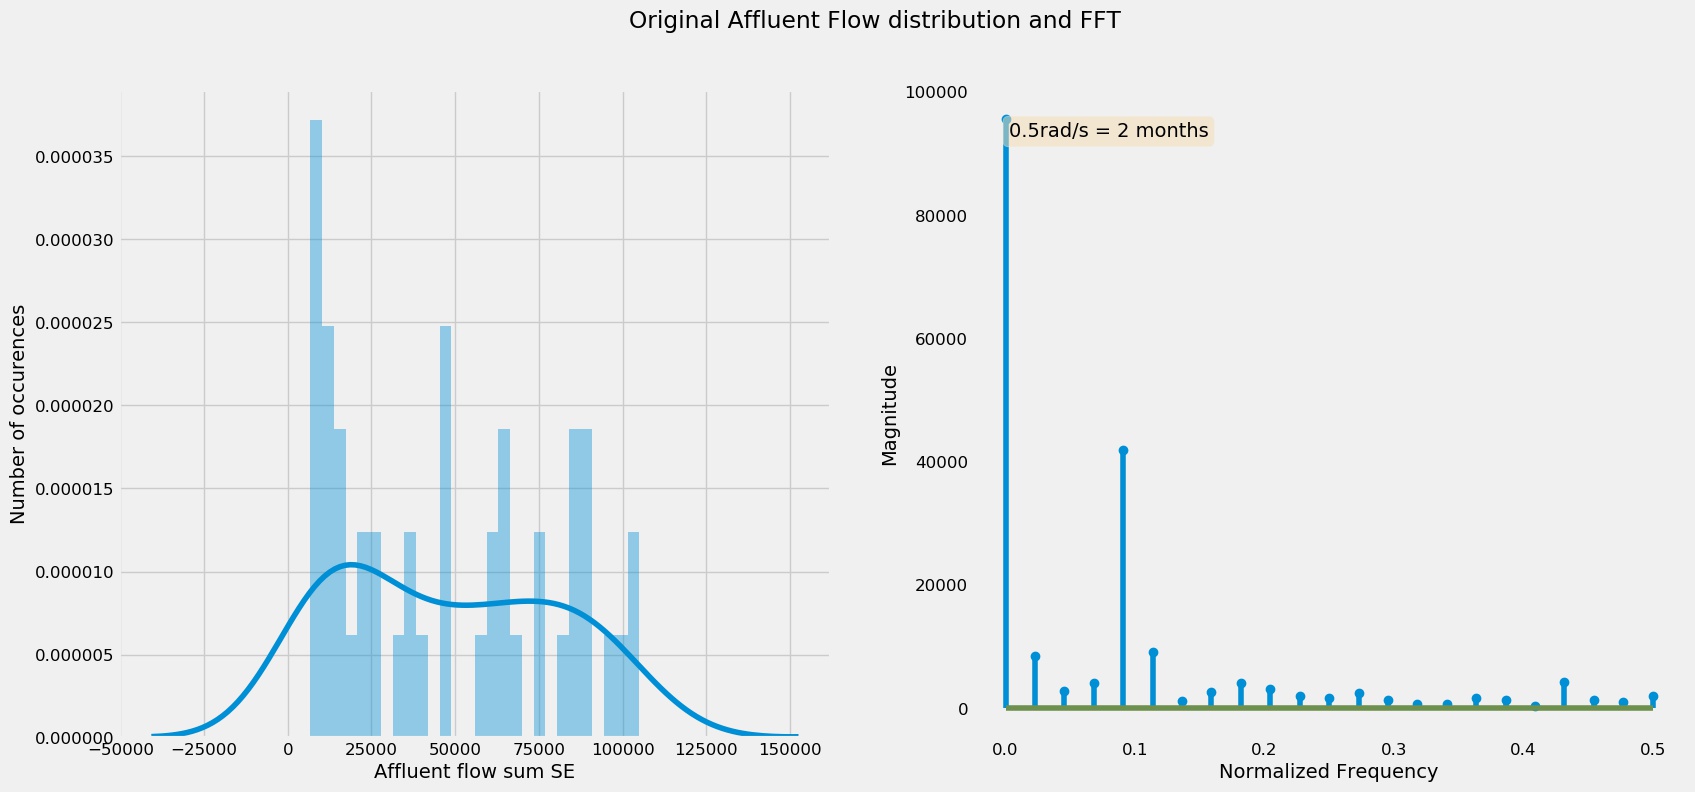 Original Affluent Flow distribution and FFT
0.000035
0.000030
0.000025
0.000020
0.000015
0.000010
0.000005
0.000000
Number of occurences
−50000 −25000 0 25000 50000 75000 100000 125000 150000
Affluent flow sum SE
100000
80000
60000
40000
20000
0
Magnitude
0.5rad/s = 2 months
0.0 0.1 0.2 0.3 0.4 0.5
Normalized Frequency